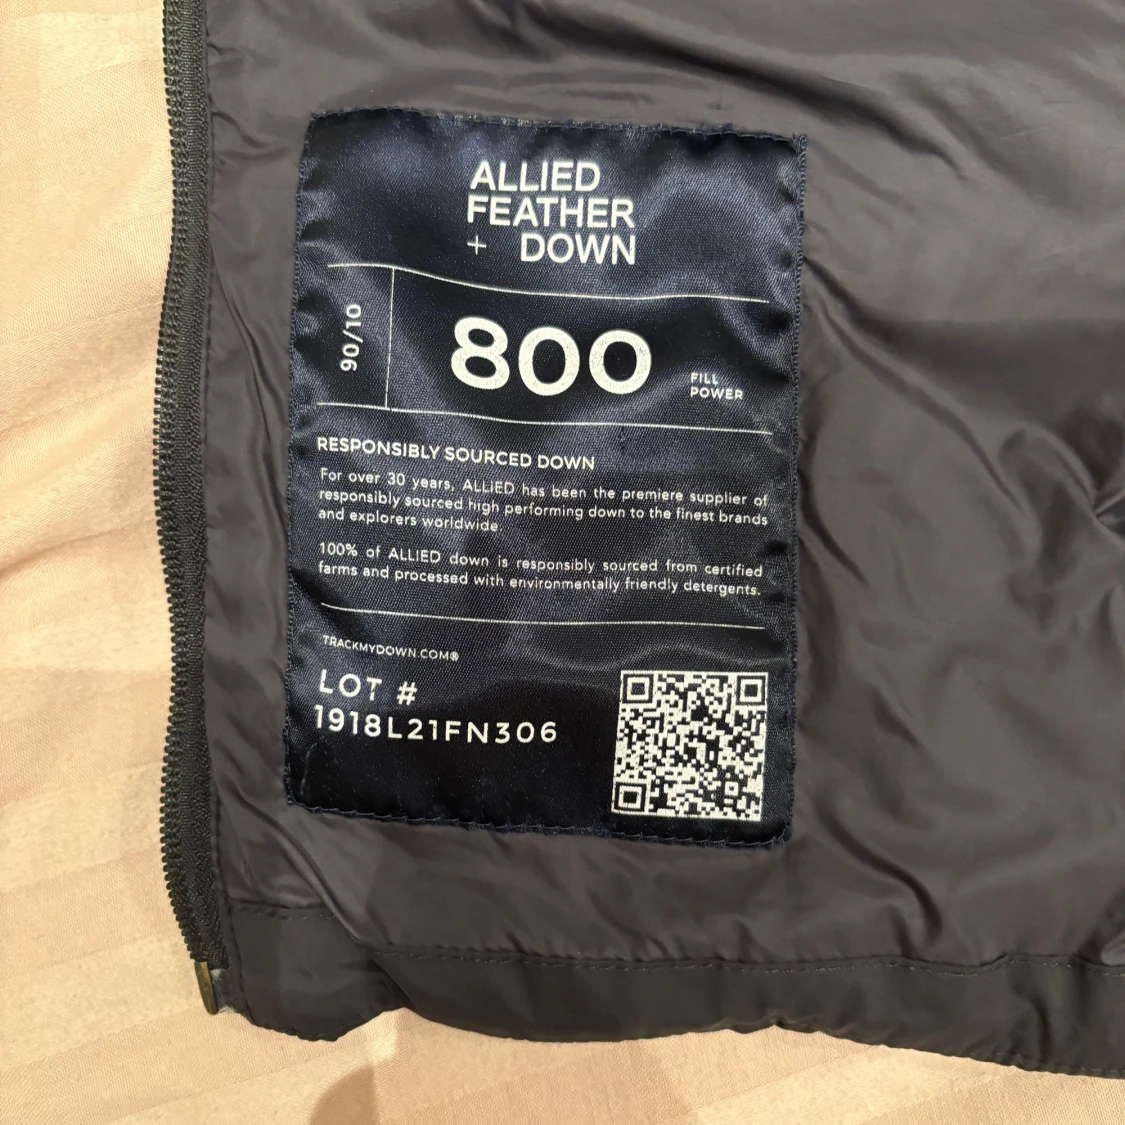 ALLIED
FEATHER
+ DOWN
90/10
800
FILL
POWER
RESPONSIBLY SOURCED DOWN
For over 30 years, ALLIED has been the premiere supplier of
responsibly sourced high performing down to the finest brands
and explorers worldwide.
100% of ALLIED down is responsibly sourced from certified
farms and processed with environmentally friendly detergents.
TRACKMYDOWN.COM®
LOT #
1918L21FN306